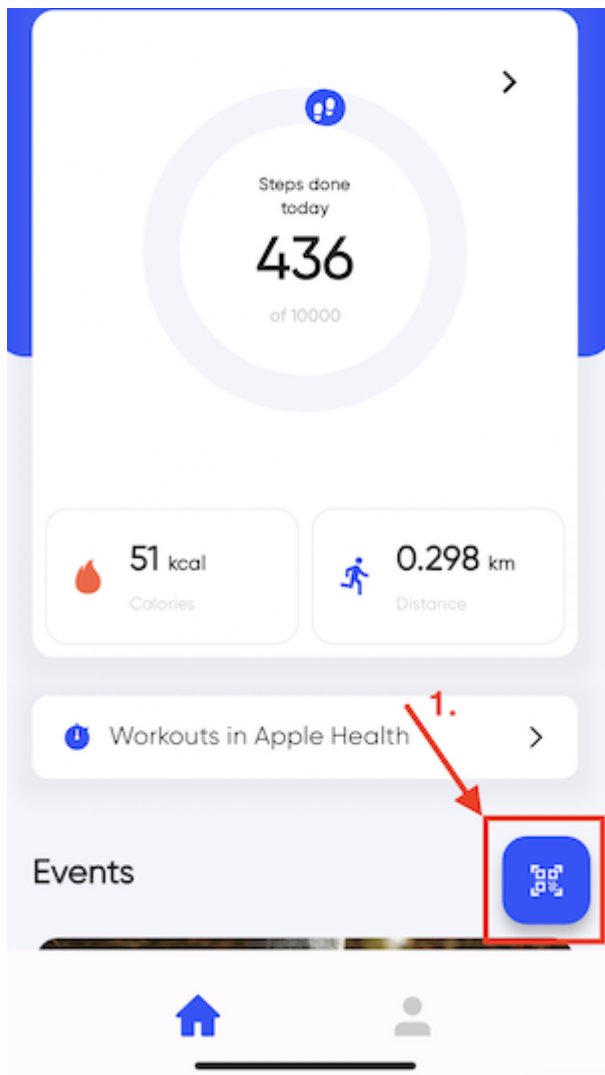 Steps done
today
436
of 10000
51 kcal
Calories
0.298 km
Distance
1.
Workouts in Apple Health
Events